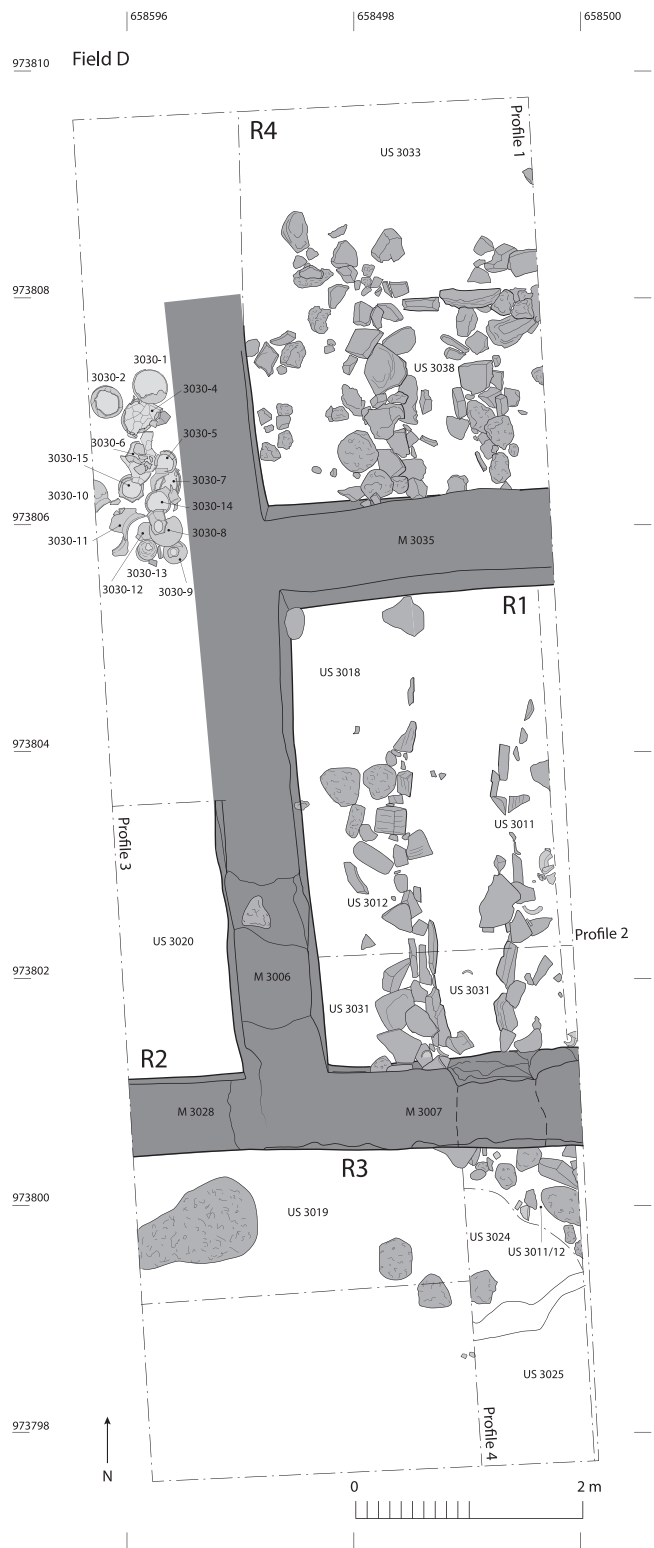 658596
658498
658500
973810
Field D
R4
Profile 1
US 3033
973808
3030-1
3030-2
3030-4
US 3038
3030-5
3030-6
3030-15
3030-7
3030-10
3030-14
973806
3030-8
3030-11
M 3035
3030-13
3030-12
3030-9
R1
US 3018
973804
Profile 3
US 3011
US 3012
Profile 2
US 3020
973802
M 3006
US 3031
US 3031
R2
M 3028
M 3007
R3
973800
US 3019
US 3024
US 3011/12
US 3025
973798
Profile 4
N
0
2 m